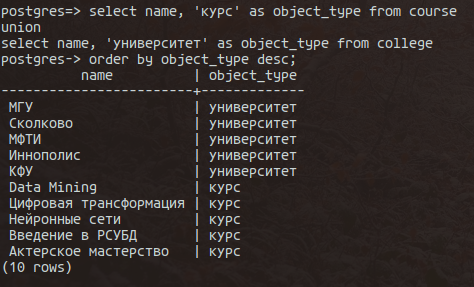 postgres=> select name, 'курс' as object_type from course
union
select name, 'университет' as object_type from college
postgres-> order by object_type desc;
name | object_type
-----------------------+-------------
МГУ | университет
Сколково | университет
МФТИ | университет
Иннополис | университет
КФУ | университет
Data Mining | курс
Цифровая трансформация | курс
Нейронные сети | курс
Введение в РСУБД | курс
Актерское мастерство | курс
(10 rows)